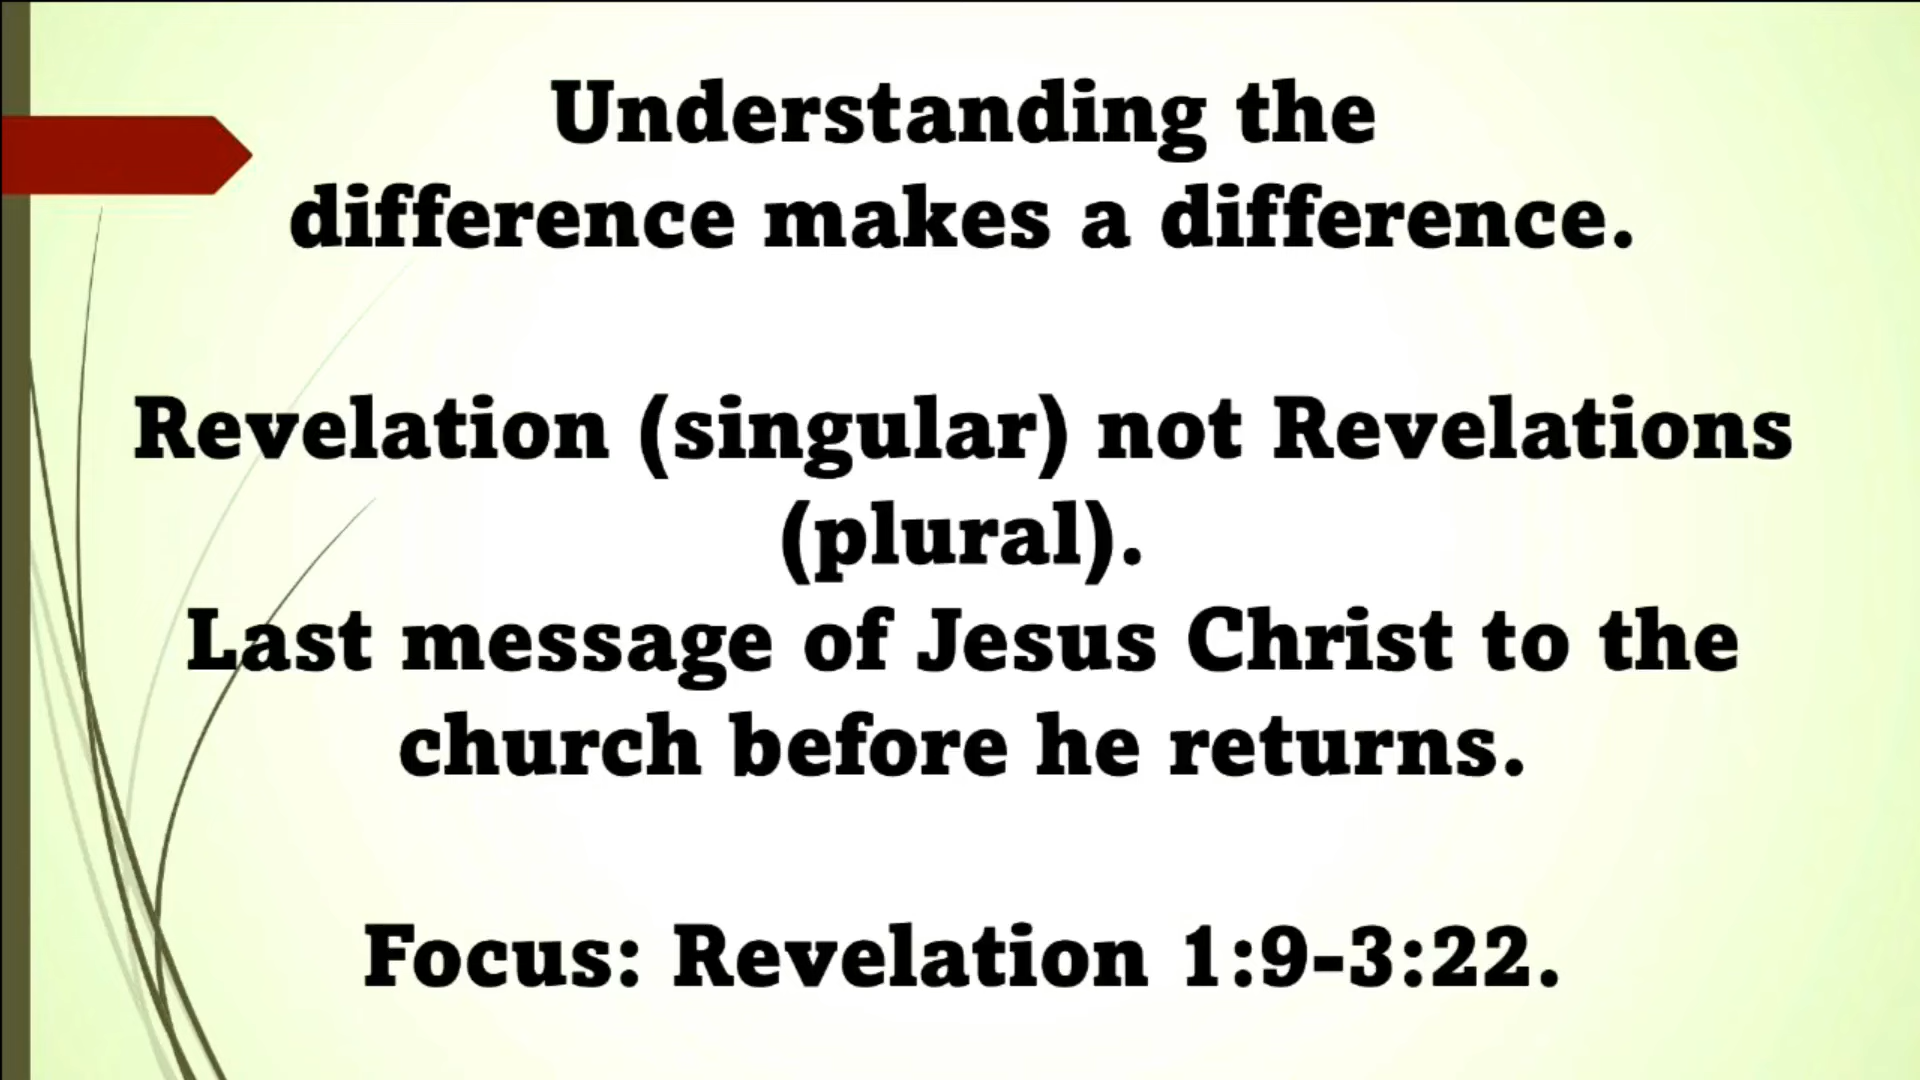 Understanding the
difference makes a difference.
Revelation (singular) not Revelations
(plural).
Last message of Jesus Christ to the
church before he returns.
Focus: Revelation 1:9-3:22.